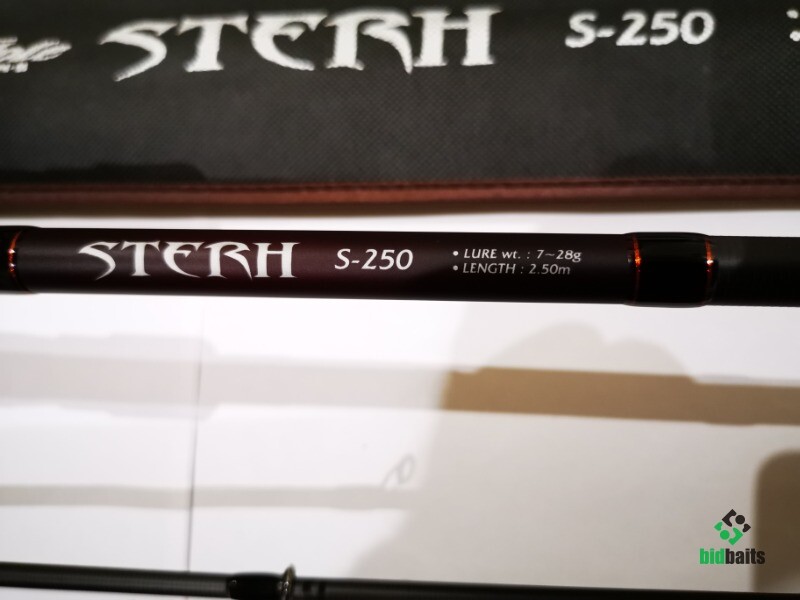 STERH S-250
STERH S-250
• LURE wt. : 7~28g
• LENGTH : 2.50m
bidbaits